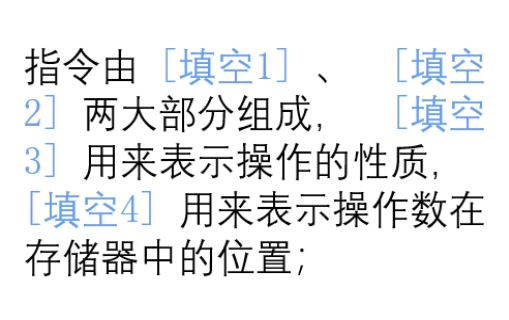 指令由 [填空1] 、 [填空
2] 两大部分组成, [填空
3] 用来表示操作的性质,
[填空4] 用来表示操作数在
存储器中的位置;